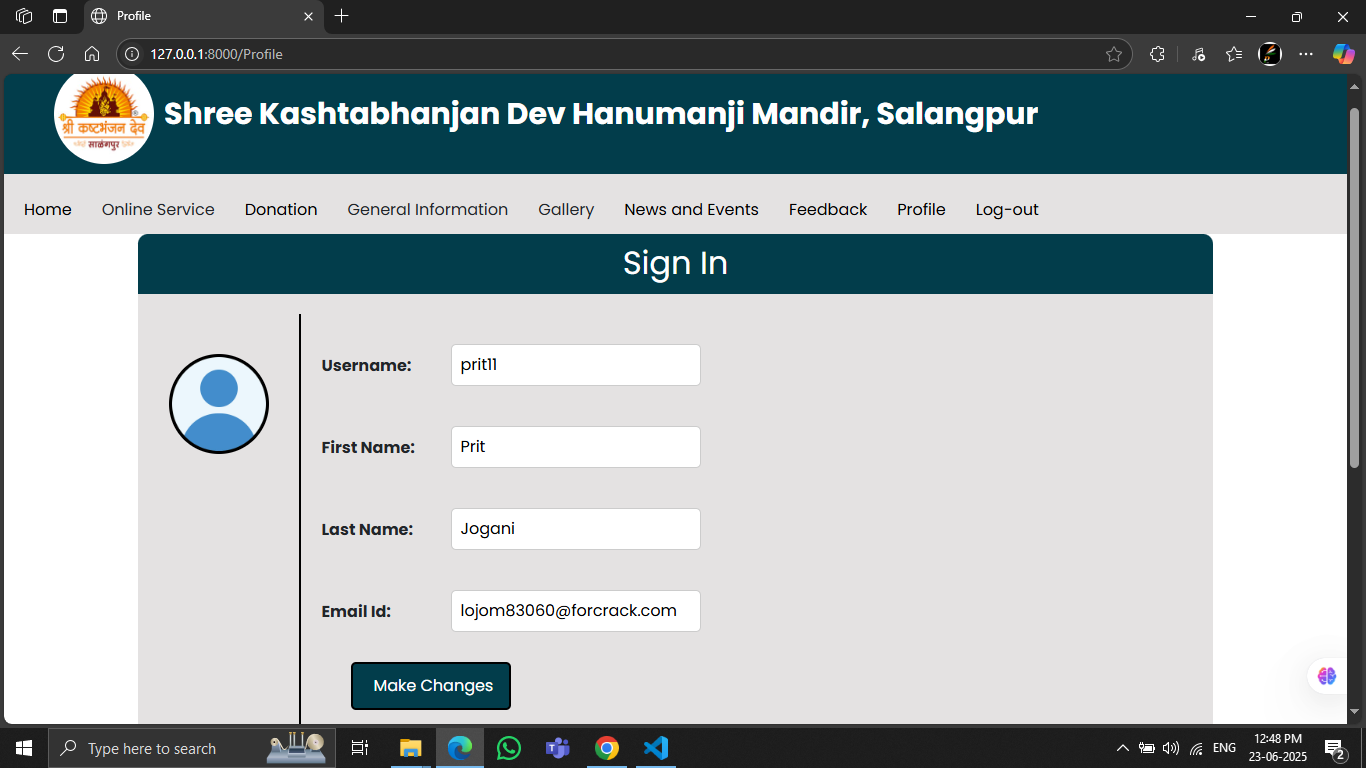 Profile
127.0.0.1:8000/Profile
श्री कष्टभंजन देव
साळंगपुर
Shree Kashtabhanjan Dev Hanumanji Mandir, Salangpur
Home Online Service Donation General Information Gallery News and Events Feedback Profile Log-out
Sign In
Username: prit11
First Name: Prit
Last Name: Jogani
Email Id: lojom83060@forcrack.com
Make Changes
Type here to search
ENG
12:48 PM
23-06-2025
2